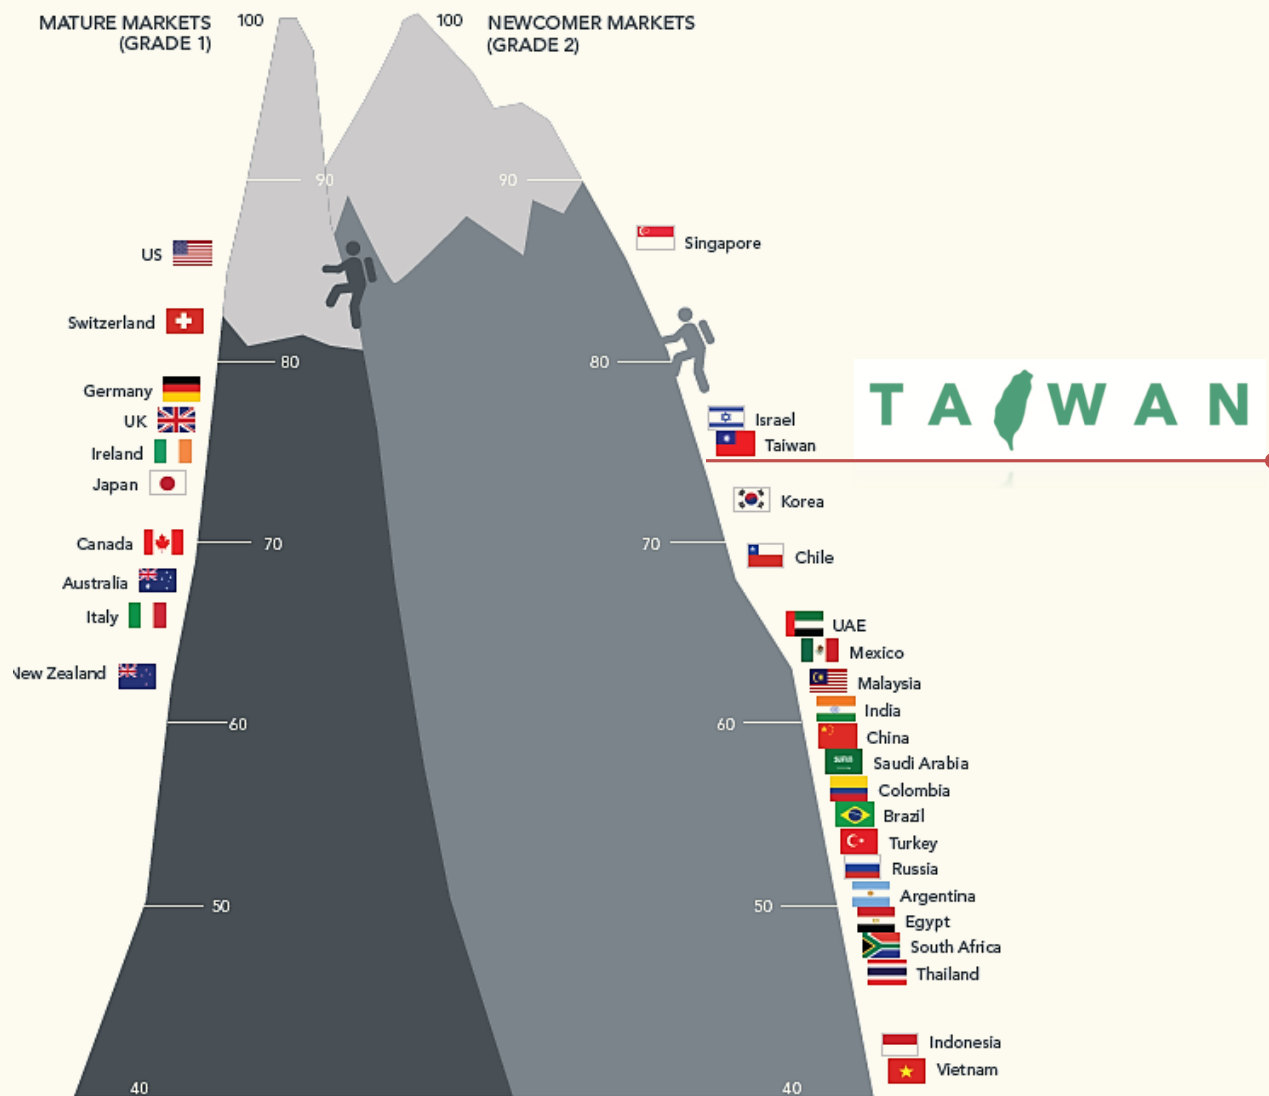 MATURE MARKETS
(GRADE 1)
100
100
NEWCOMER MARKETS
(GRADE 2)
90
90
US
Switzerland
80
Germany
UK
Ireland
Japan
Canada
70
Australia
Italy
New Zealand
60
50
40
Singapore
80
Israel
Taiwan
TAIWAN
Korea
70
Chile
UAE
Mexico
Malaysia
India
60
China
Saudi Arabia
Colombia
Brazil
Turkey
Russia
Argentina
50
Egypt
South Africa
Thailand
Indonesia
Vietnam
40